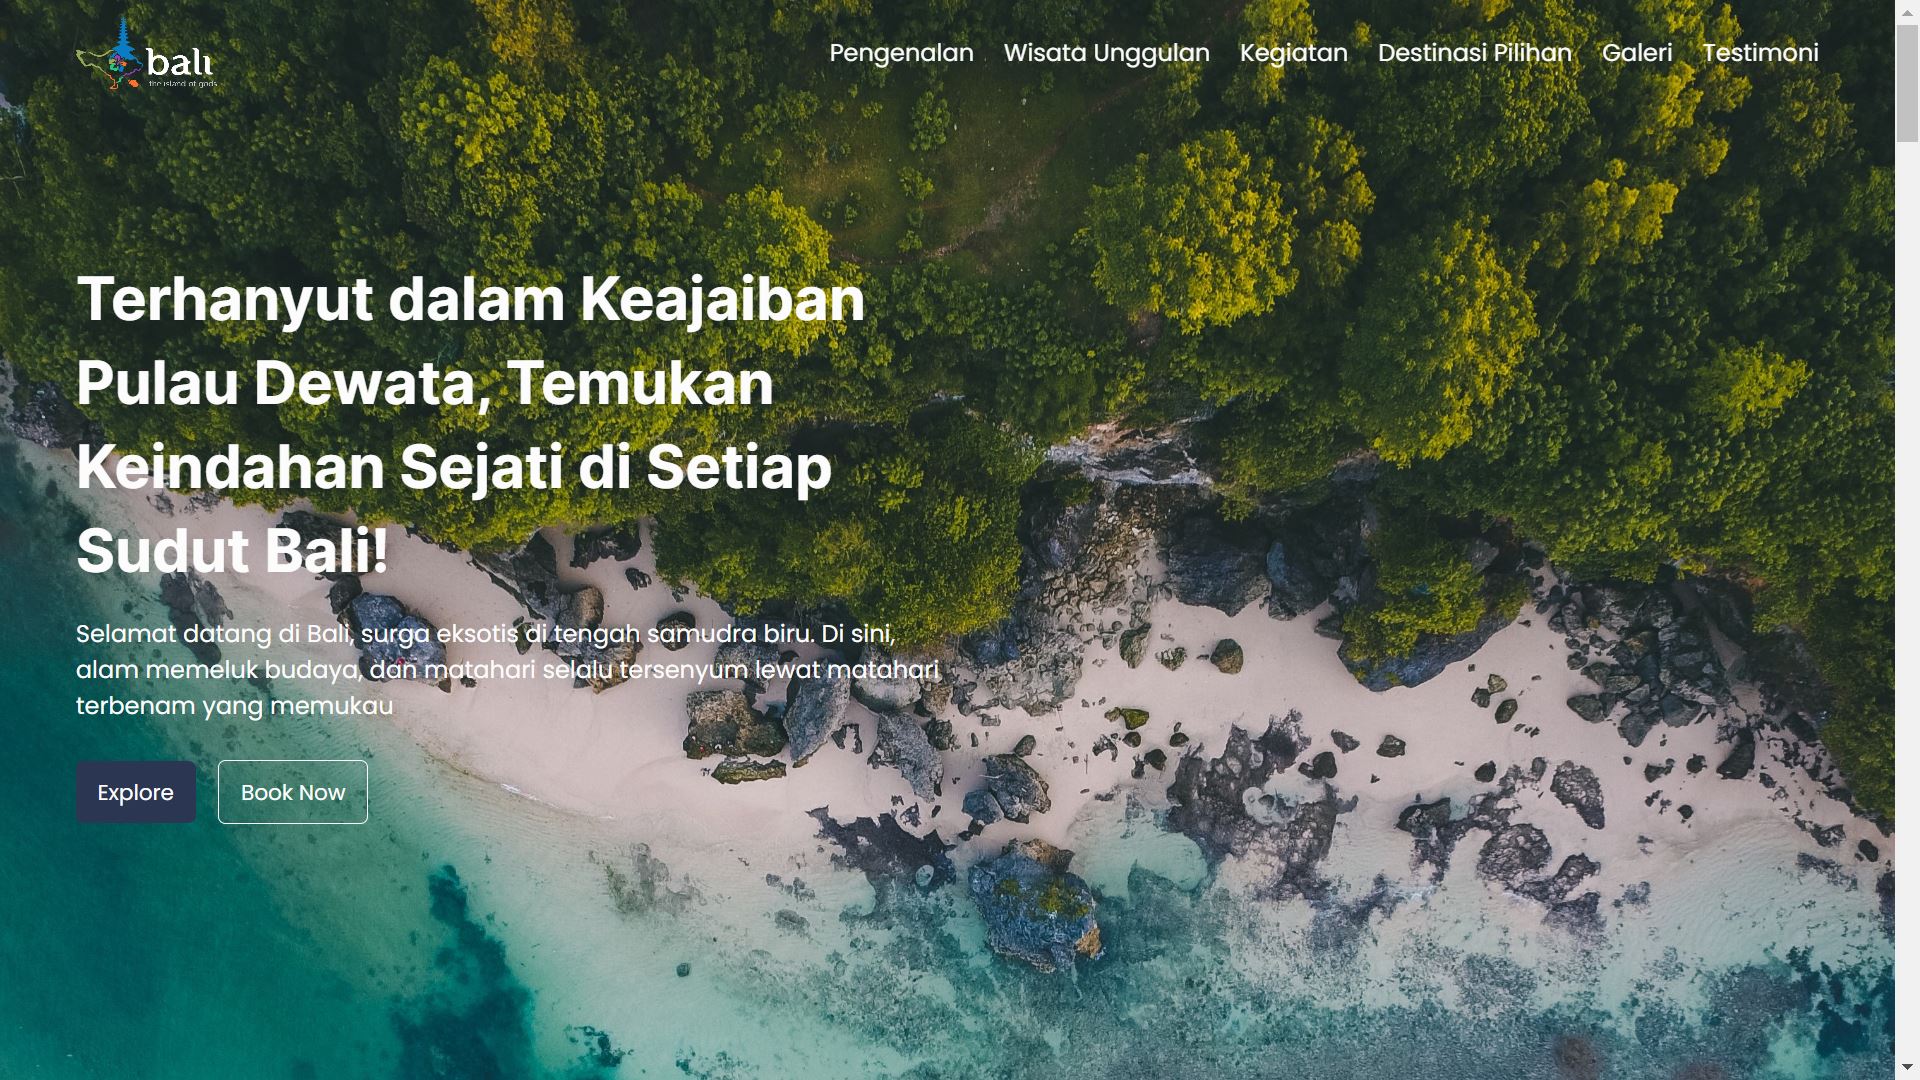 bali
the island of gods
Pengenalan Wisata Unggulan Kegiatan Destinasi Pilihan Galeri Testimoni
Terhanyut dalam Keajaiban
Pulau Dewata, Temukan
Keindahan Sejati di Setiap
Sudut Bali!
Selamat datang di Bali, surga eksotis di tengah samudra biru. Di sini,
alam memeluk budaya, dan matahari selalu tersenyum lewat matahari
terbenam yang memukau
Explore Book Now